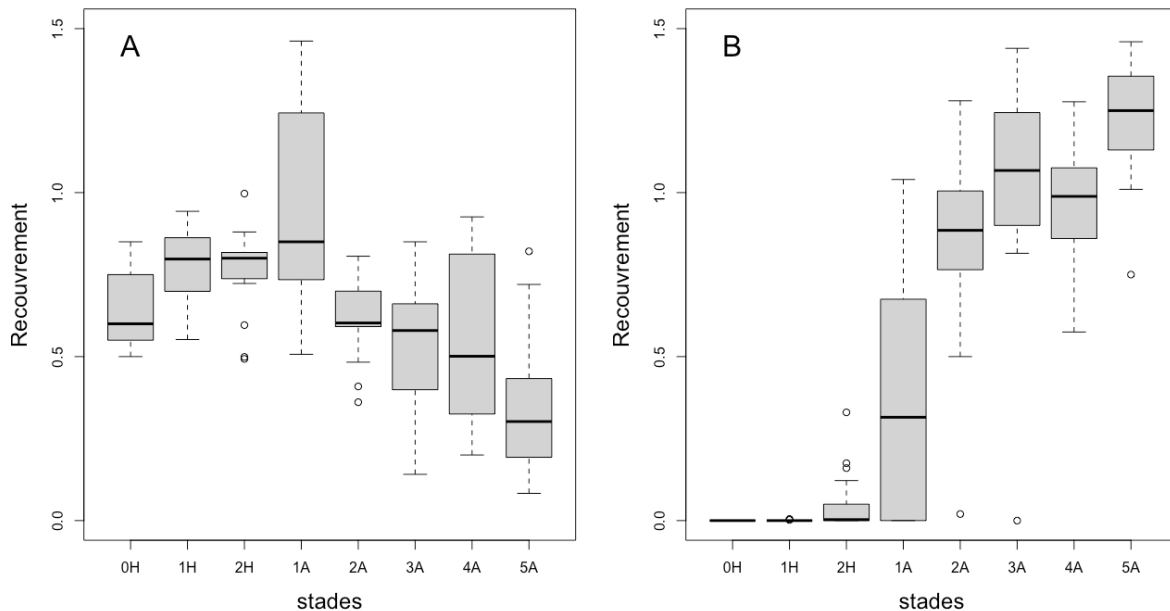 A
Recouvrement
1.5
1.0
0.5
0.0
0H 1H 2H 1A 2A 3A 4A 5A
stades
B
Recouvrement
1.5
1.0
0.5
0.0
0H 1H 2H 1A 2A 3A 4A 5A
stades